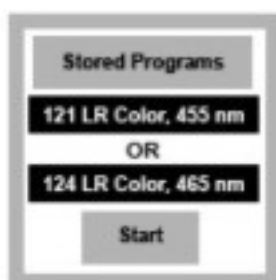 Stored Programs
121 LR Color, 455 nm
OR
124 LR Color, 465 nm
Start